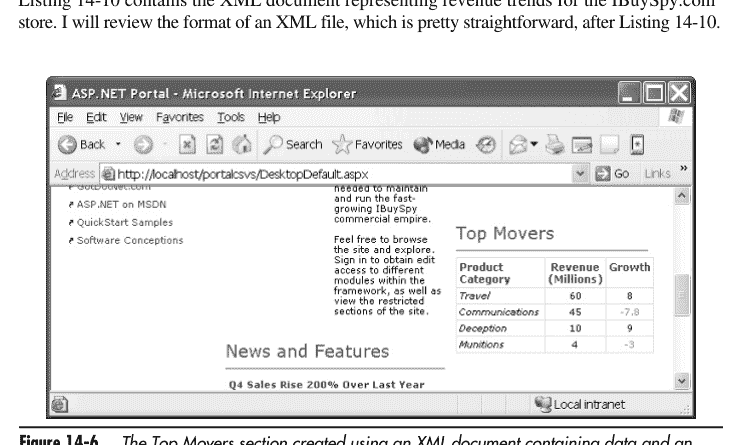 Listing 14-10 contains the XML document representing revenue trends for the IBuySpy.com
store. I will review the format of an XML file, which is pretty straightforward, after Listing 14-10.
ASP.NET Portal - Microsoft Internet Explorer
File Edit View Favorites Tools Help
Back Search Favorites Media
Address http://localhost/portalcsvs/DesktopDefault.aspx Go Links »
GotDotNet.com
ASP.NET on MSDN
QuickStart Samples
Software Conceptions
needed to maintain
and run the fast-
growing IBuySpy
commercial empire.
Feel free to browse
the site and explore.
Sign in to obtain edit
access to different
modules within the
framework, as well as
view the restricted
sections of the site.
News and Features
Q4 Sales Rise 200% Over Last Year
Top Movers
Product Category Revenue (Millions) Growth
Travel 60 8
Communications 45 -7.8
Deception 10 9
Munitions 4 -3
Local intranet
Figure 14-6 The Top Movers section created using an XML document containing data and an